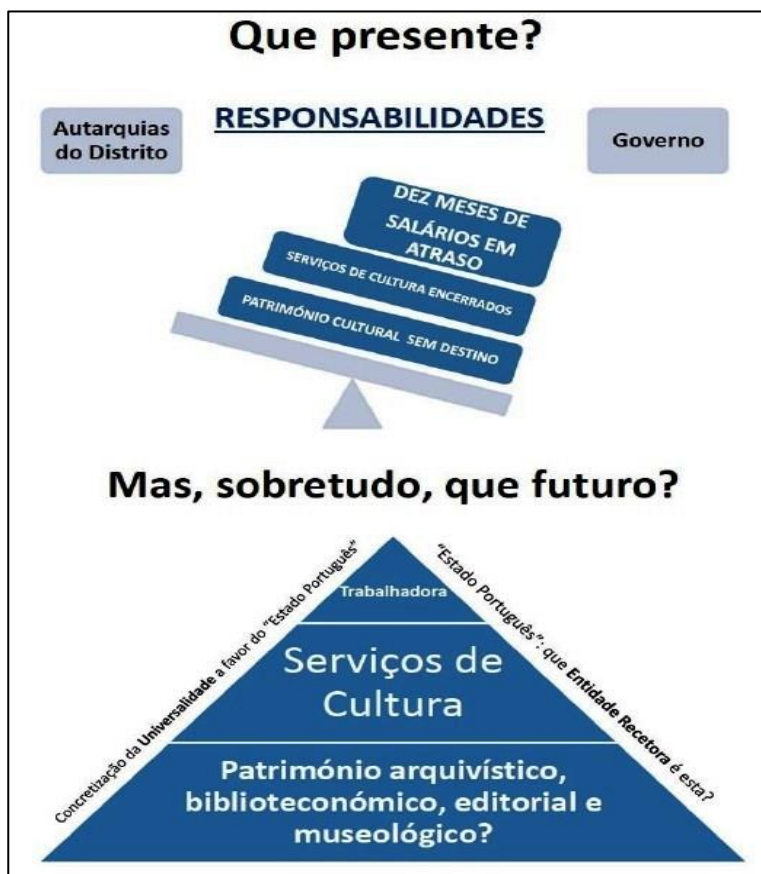 Que presente?
RESPONSABILIDADES
Autarquias
do Distrito
Governo
DEZ MESES DE
SALÁRIOS EM
ATRASO
SERVIÇOS DE CULTURA ENCERRADOS
PATRIMÓNIO CULTURAL SEM DESTINO
Mas, sobretudo, que futuro?
Concretização da Universalidade a favor do "Estado Português"
"Estado Português": que Entidade Recetora é esta?
Trabalhadora
Serviços de
Cultura
Património arquivístico,
biblioteconómico, editorial e
museológico?